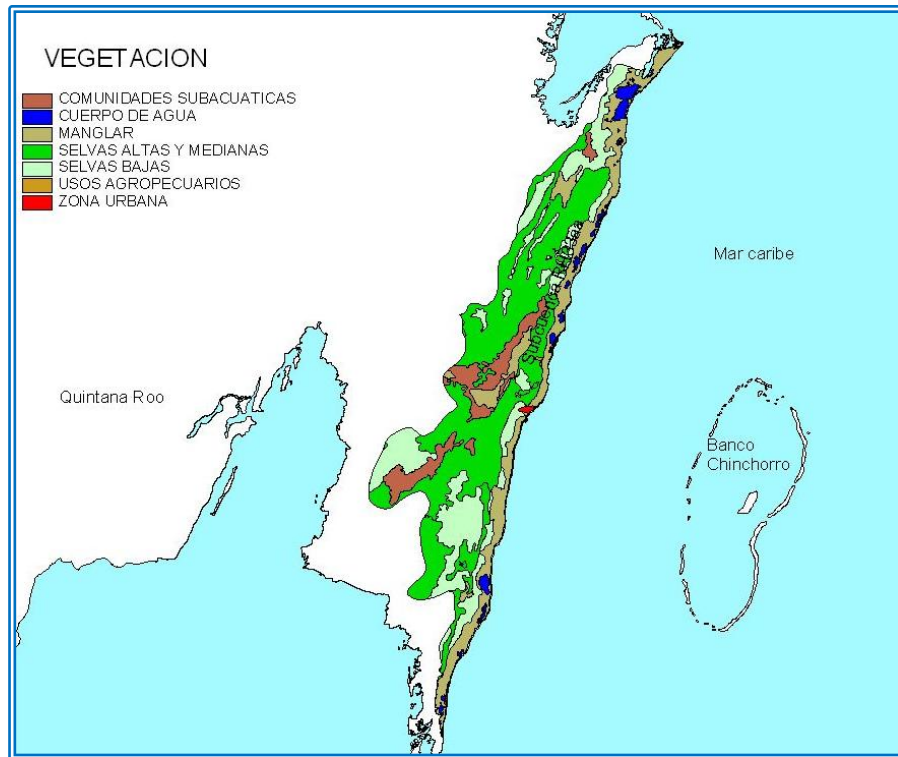 VEGETACION
COMUNIDADES SUBACUATICAS
CUERPO DE AGUA
MANGLAR
SELVAS ALTAS Y MEDIANAS
SELVAS BAJAS
USOS AGROPECUARIOS
ZONA URBANA
Subcuenca
Mar caribe
Quintana Roo
Banco
Chinchorro